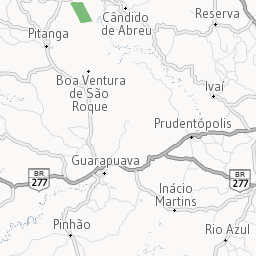 Cândido
de Abreu
Reserva
Pitanga
Boa Ventura
de São
Roque
Ivaí
Prudentópolis
Guarapuava
BR
277
BR
277
Inácio
Martins
Pinhão
Rio Azul